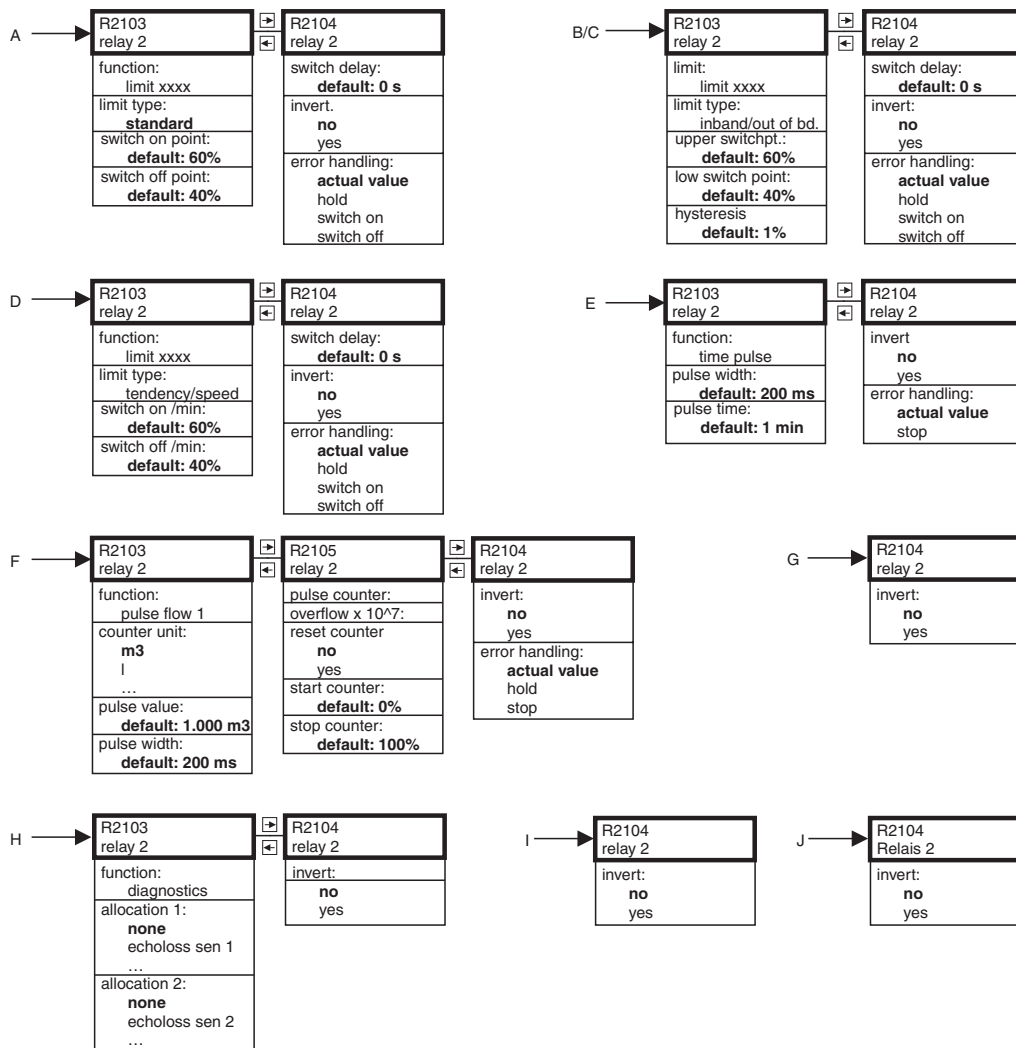 A
R2103
relay 2
function:
limit xxxx
limit type:
standard
switch on point:
default: 60%
switch off point:
default: 40%
R2104
relay 2
switch delay:
default: 0 s
invert.
no
yes
error handling:
actual value
hold
switch on
switch off
B/C
R2103
relay 2
limit:
limit xxxx
limit type:
inband/out of bd.
upper switchpt.:
default: 60%
low switch point:
default: 40%
hysteresis
default: 1%
R2104
relay 2
switch delay:
default: 0 s
invert:
no
yes
error handling:
actual value
hold
switch on
switch off
D
R2103
relay 2
function:
limit xxxx
limit type:
tendency/speed
switch on /min:
default: 60%
switch off /min:
default: 40%
R2104
relay 2
switch delay:
default: 0 s
invert:
no
yes
error handling:
actual value
hold
switch on
switch off
E
R2103
relay 2
function:
time pulse
pulse width:
default: 200 ms
pulse time:
default: 1 min
R2104
relay 2
invert
no
yes
error handling:
actual value
stop
F
R2103
relay 2
function:
pulse flow 1
counter unit:
m3
l
...
pulse value:
default: 1.000 m3
pulse width:
default: 200 ms
R2105
relay 2
pulse counter:
overflow x 10^7:
reset counter
no
yes
start counter:
default: 0%
stop counter:
default: 100%
R2104
relay 2
invert:
no
yes
error handling:
actual value
hold
stop
G
R2104
relay 2
invert:
no
yes
H
R2103
relay 2
function:
diagnostics
allocation 1:
none
echoloss sen 1
...
allocation 2:
none
echoloss sen 2
...
R2104
relay 2
invert:
no
yes
I
R2104
relay 2
invert:
no
yes
J
R2104
Relais 2
invert:
no
yes